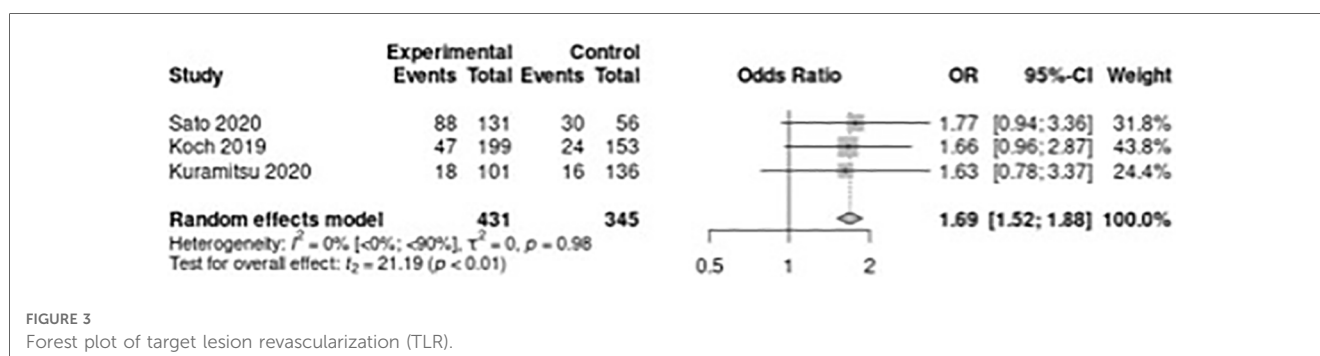 Experimental Control
Study Events Total Events Total Odds Ratio OR 95%-CI Weight
Sato 2020 88 131 30 56 1.77 [0.94; 3.36] 31.8%
Koch 2019 47 199 24 153 1.66 [0.96; 2.87] 43.8%
Kuramitsu 2020 18 101 16 136 1.63 [0.78; 3.37] 24.4%
Random effects model 431 345 1.69 [1.52; 1.88] 100.0%
Heterogeneity: I² = 0% [<0%; <90%], τ² = 0, p = 0.98
Test for overall effect: t₂ = 21.19 (p < 0.01)
0.5 1 2
FIGURE 3
Forest plot of target lesion revascularization (TLR).